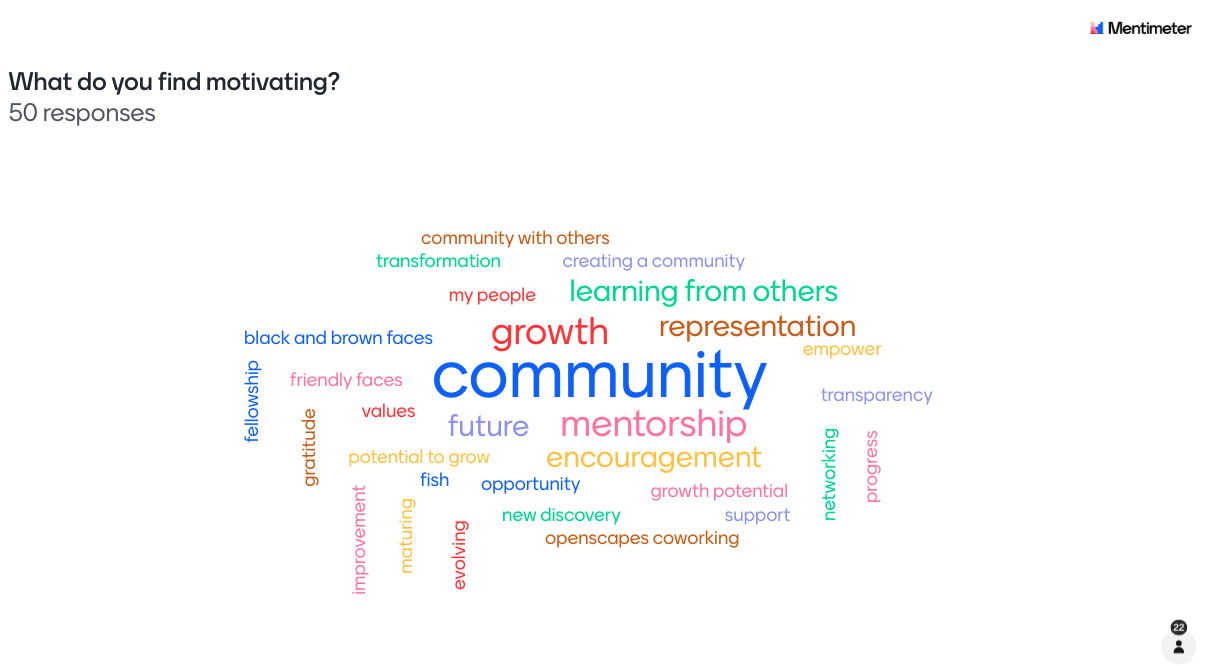 Mentimeter
What do you find motivating?
50 responses
community with others
transformation
creating a community
my people
learning from others
growth
representation
black and brown faces
empower
community
fellowship
friendly faces
transparency
values
gratitude
future
mentorship
potential to grow
encouragement
networking
progress
fish
opportunity
growth potential
improvement
maturing
new discovery
support
evolving
openscapes coworking
22